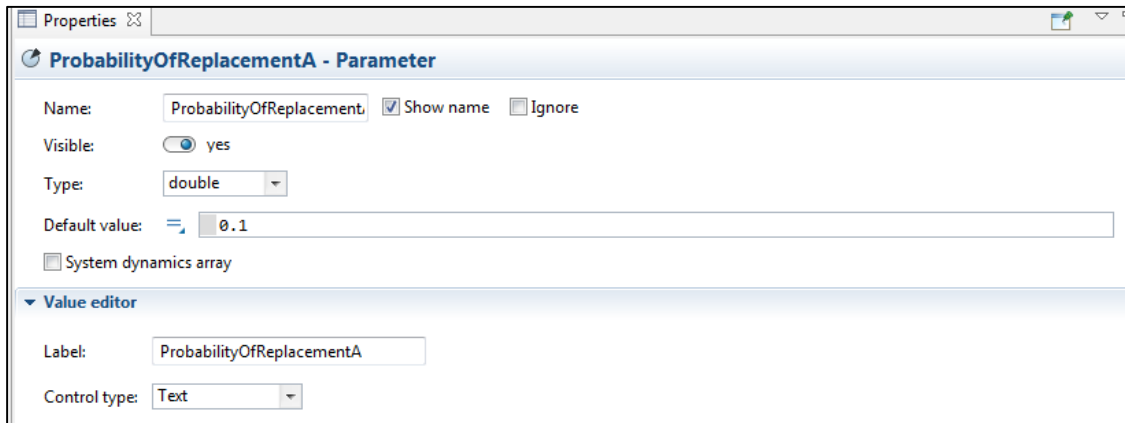 Properties
ProbabilityOfReplacementA - Parameter
Name: ProbabilityOfReplacement Show name Ignore
Visible: yes
Type: double
Default value: 0.1
System dynamics array
Value editor
Label: ProbabilityOfReplacementA
Control type: Text